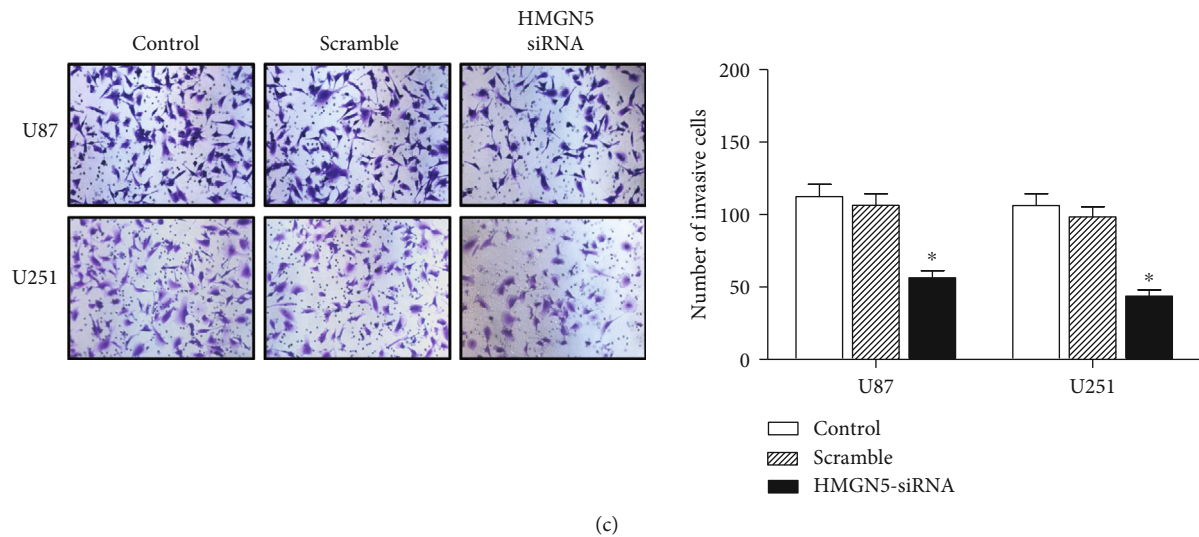 Control
Scramble
HMGN5
siRNA
U87
U251
200
150
100
50
0
Number of invasive cells
*
*
U87
U251
Control
Scramble
HMGN5-siRNA
(c)